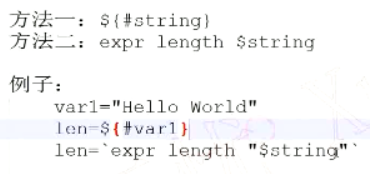 方法一：${#string}
方法二：expr length $string
例子：
var1="Hello World"
len=${#var1}
len=`expr length "$string"`